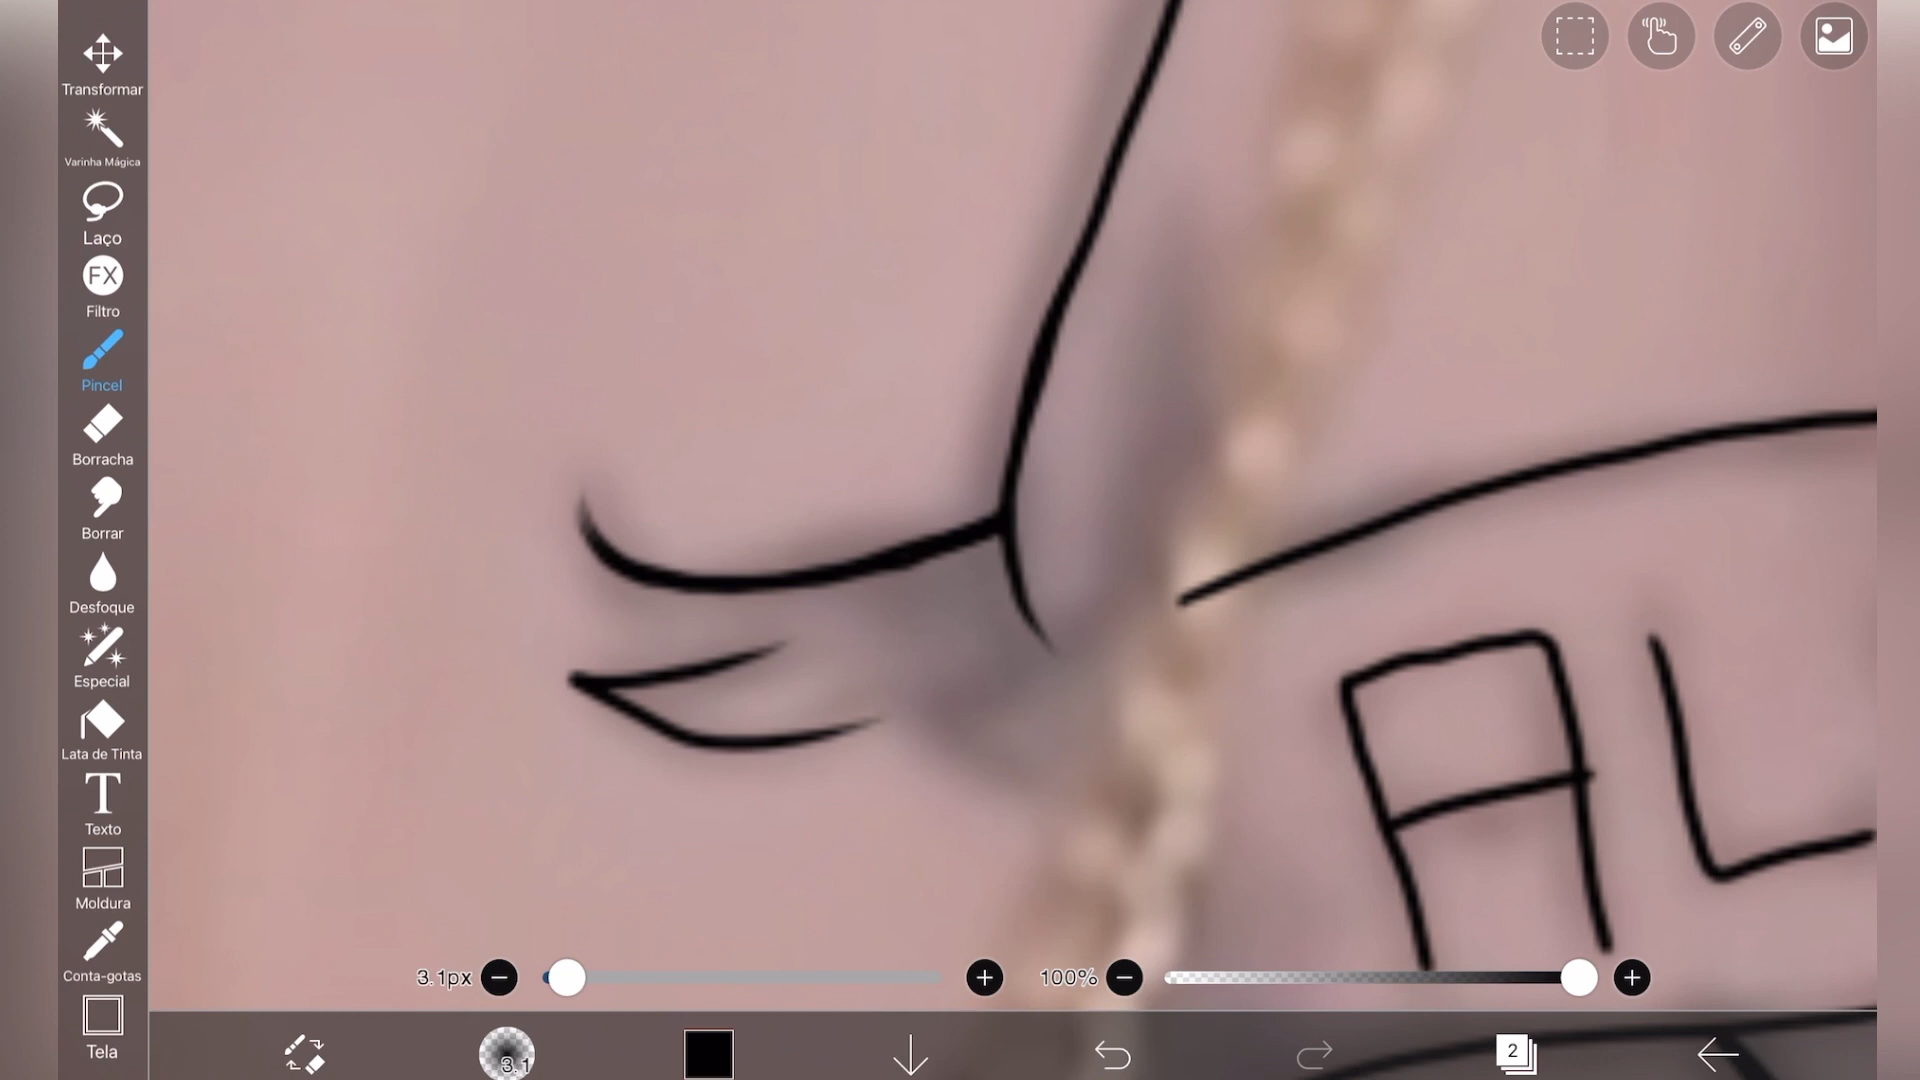 Transformar
Varinha Mágica
Laço
FX
Filtro
Pincel
Borracha
Borrar
Desfoque
Especial
Lata de Tinta
T
Texto
Moldura
Conta-gotas
Tela
AL
3.1px
100%
3.1
2